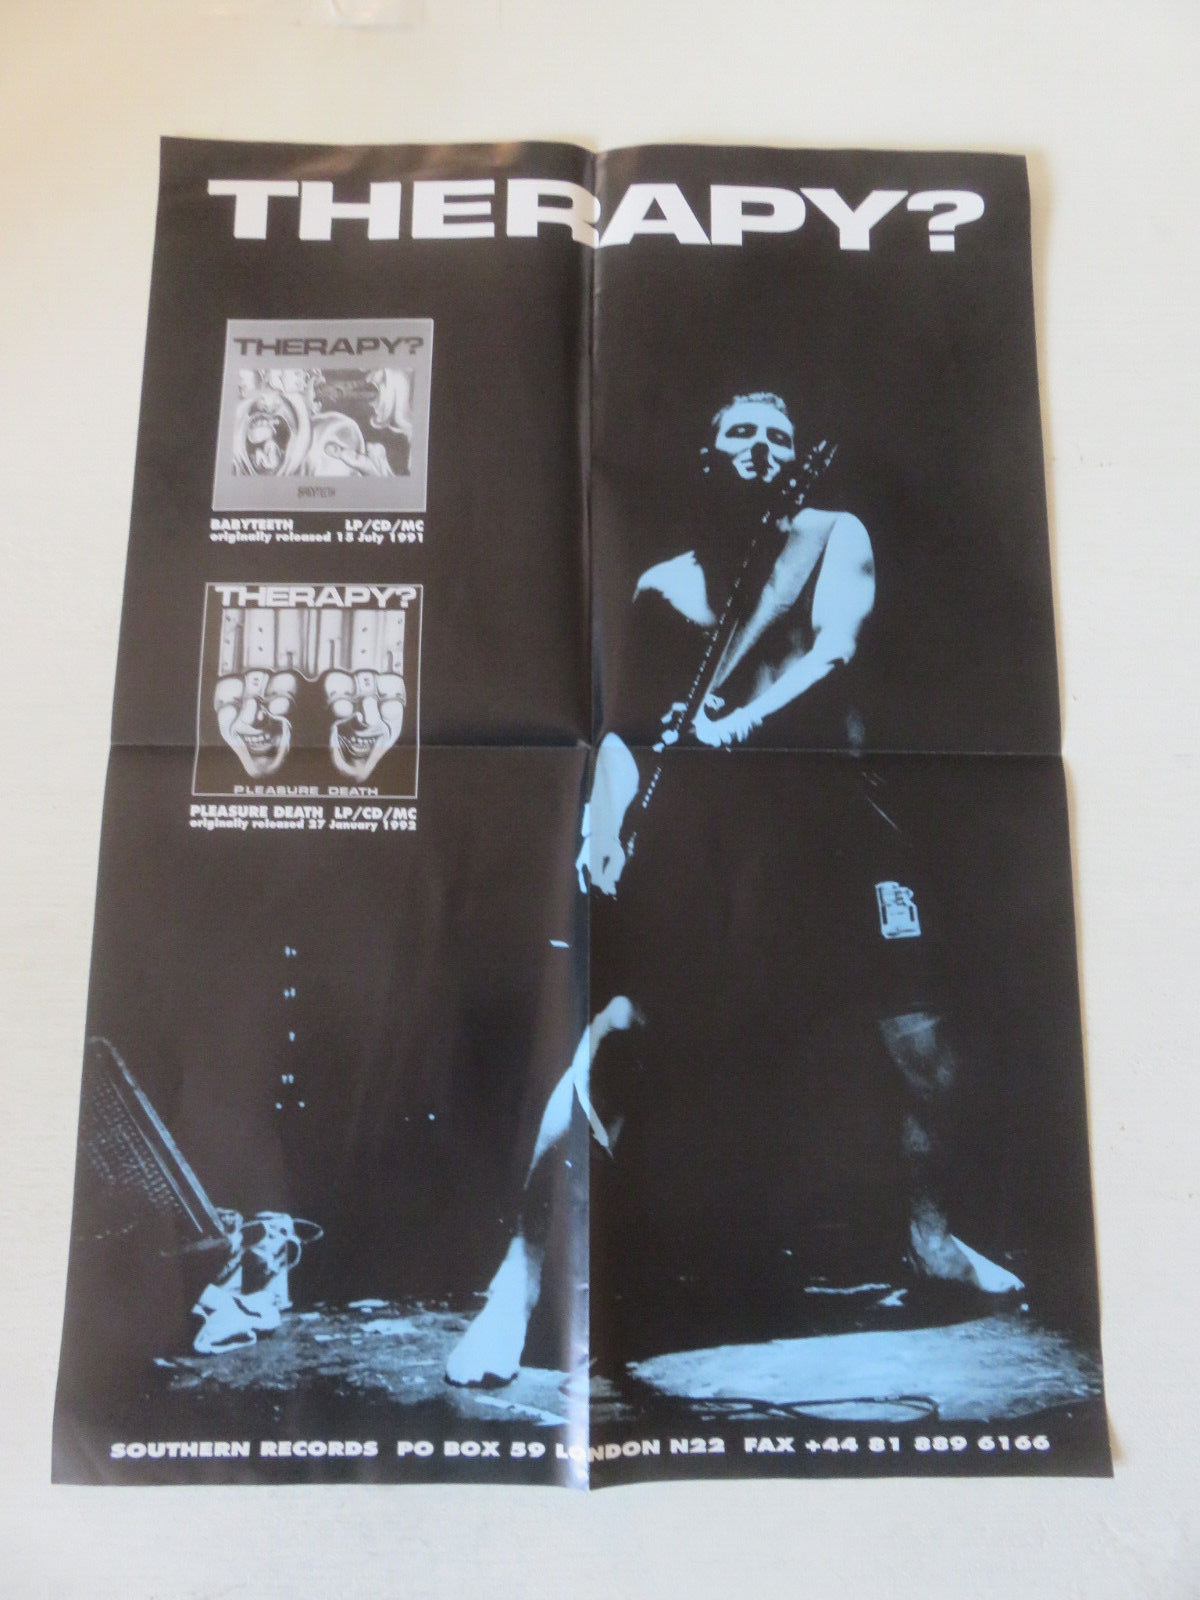 THERAPY?
THERAPY?
BABYTEETH
BABYTEETH LP/CD/MC
originally released 15 July 1991
THERAPY?
PLEASURE DEATH
PLEASURE DEATH LP/CD/MC
originally released 27 January 1992
SOUTHERN RECORDS PO BOX 59 LONDON N22 FAX +44 81 889 6166